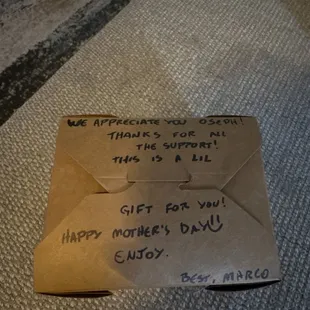 WE APPRECIATE YOU OSEPH!
THANKS FOR ALL
THE SUPPORT!
THIS IS A LIL
GIFT FOR YOU!
HAPPY MOTHER'S DAY!
ENJOY.
BEST, MARCO